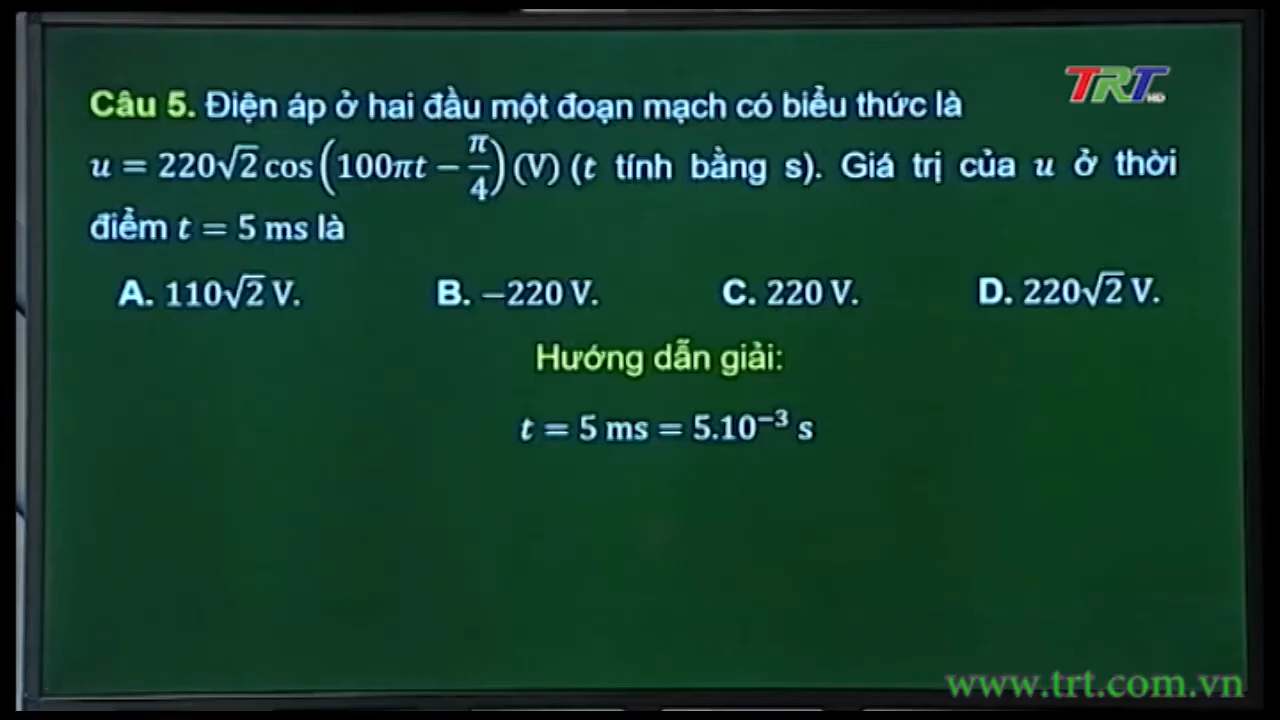 TRT HD
Câu 5. Điện áp ở hai đầu một đoạn mạch có biểu thức là
u = 220√2 cos(100πt − π/4) (V) (t tính bằng s). Giá trị của u ở thời
điểm t = 5 ms là
A. 110√2 V. B. −220 V. C. 220 V. D. 220√2 V.
Hướng dẫn giải:
t = 5 ms = 5.10⁻³ s
www.trt.com.vn